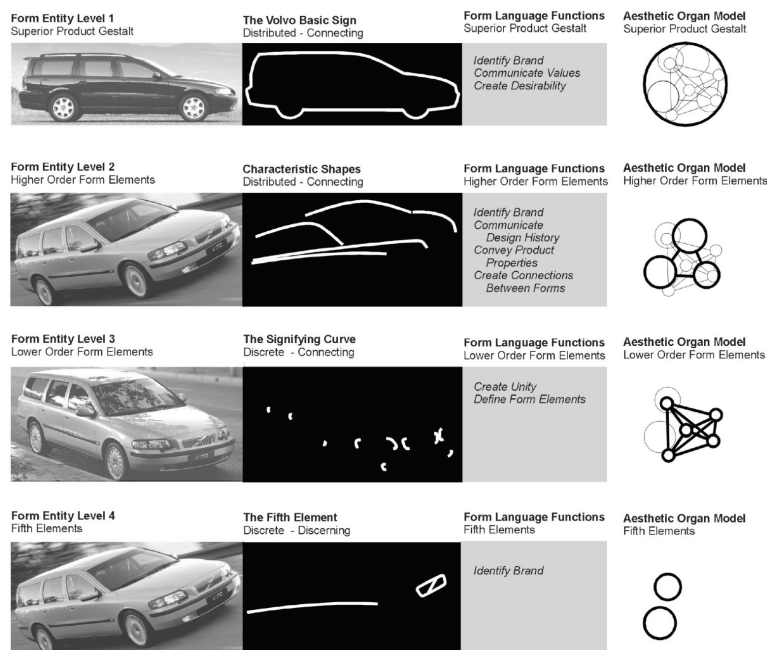 Form Entity Level 1
Superior Product Gestalt
The Volvo Basic Sign
Distributed - Connecting
Form Language Functions
Superior Product Gestalt
Aesthetic Organ Model
Superior Product Gestalt
Identify Brand
Communicate Values
Create Desirability
Form Entity Level 2
Higher Order Form Elements
Characteristic Shapes
Distributed - Connecting
Form Language Functions
Higher Order Form Elements
Aesthetic Organ Model
Higher Order Form Elements
Identify Brand
Communicate
Design History
Convey Product
Properties
Create Connections
Between Forms
Form Entity Level 3
Lower Order Form Elements
The Signifying Curve
Discrete - Connecting
Form Language Functions
Lower Order Form Elements
Aesthetic Organ Model
Lower Order Form Elements
Create Unity
Define Form Elements
Form Entity Level 4
Fifth Elements
The Fifth Element
Discrete - Discerning
Form Language Functions
Fifth Elements
Aesthetic Organ Model
Fifth Elements
Identify Brand